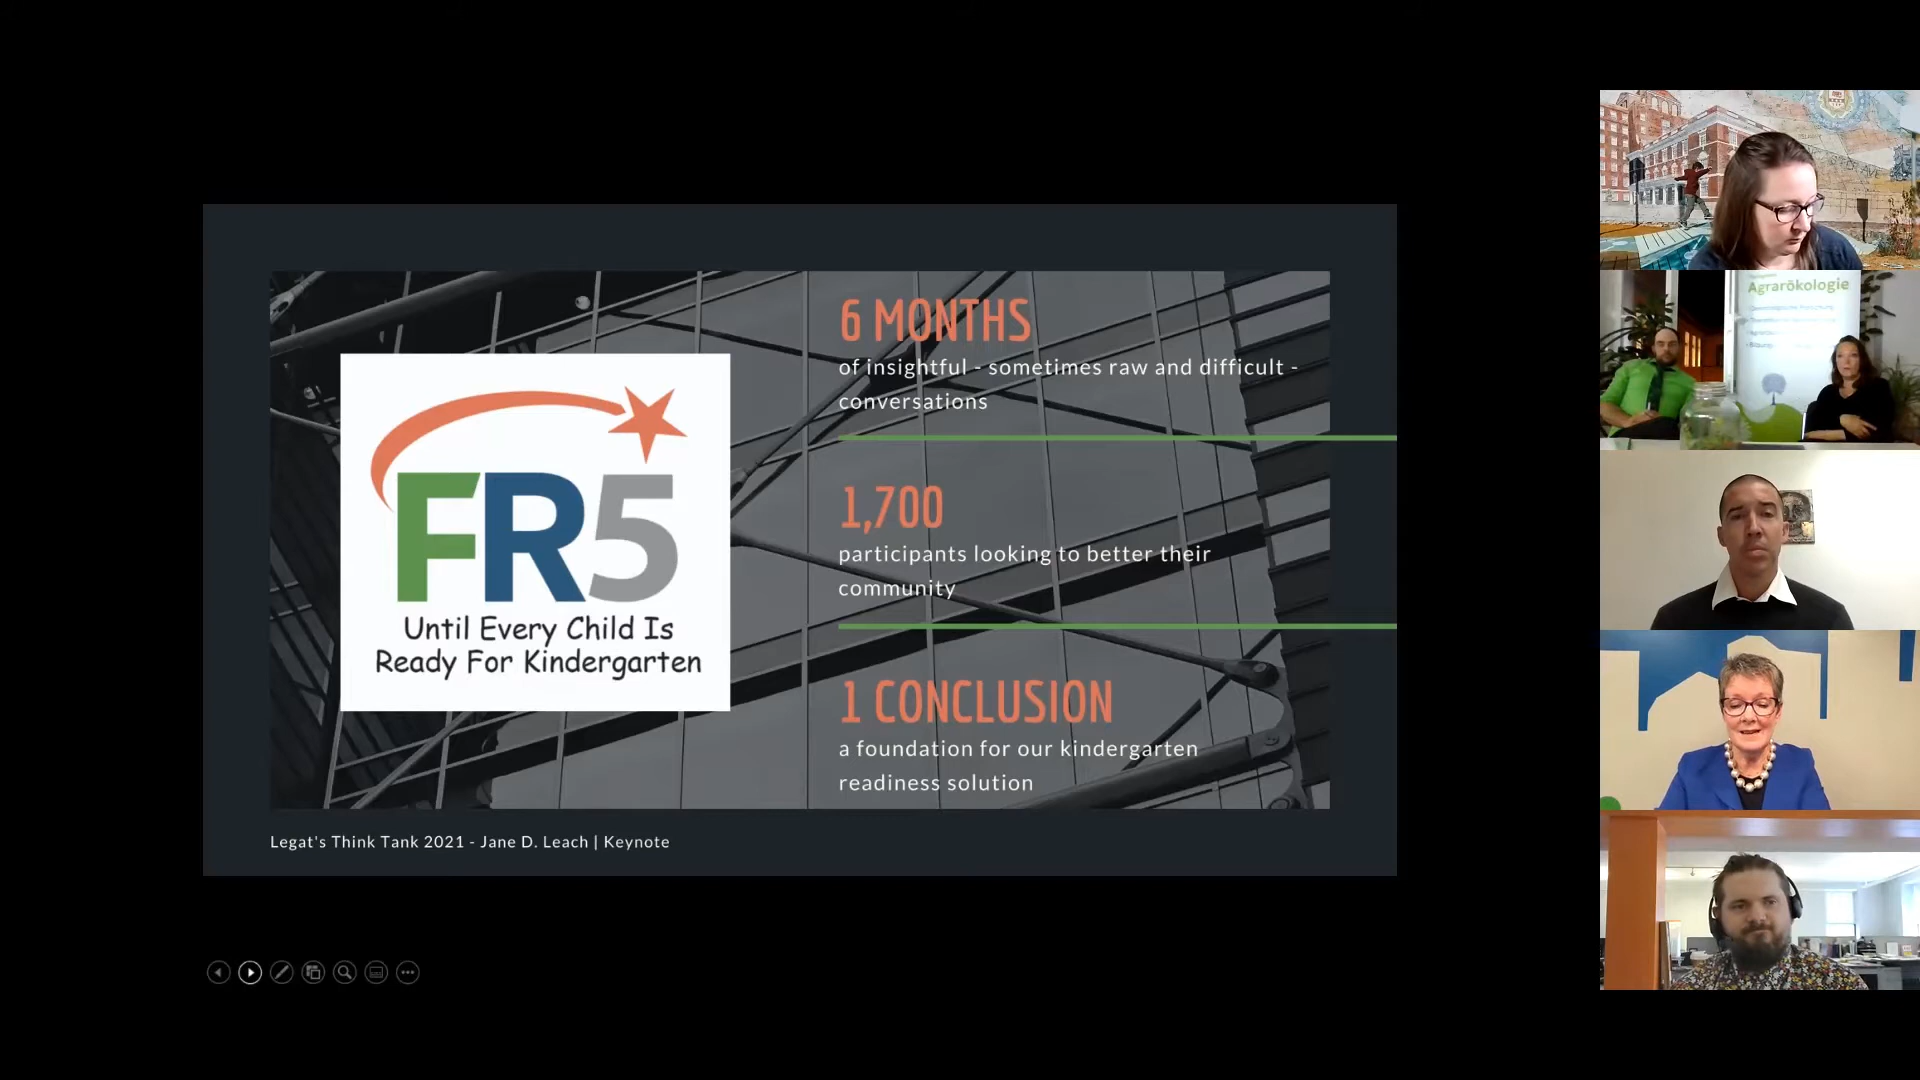 6 MONTHS
of insightful - sometimes raw and difficult -
conversations
1,700
participants looking to better their
community
1 CONCLUSION
a foundation for our kindergarten
readiness solution
FR5
Until Every Child Is
Ready For Kindergarten
Legat's Think Tank 2021 - Jane D. Leach | Keynote
Agrarökologie